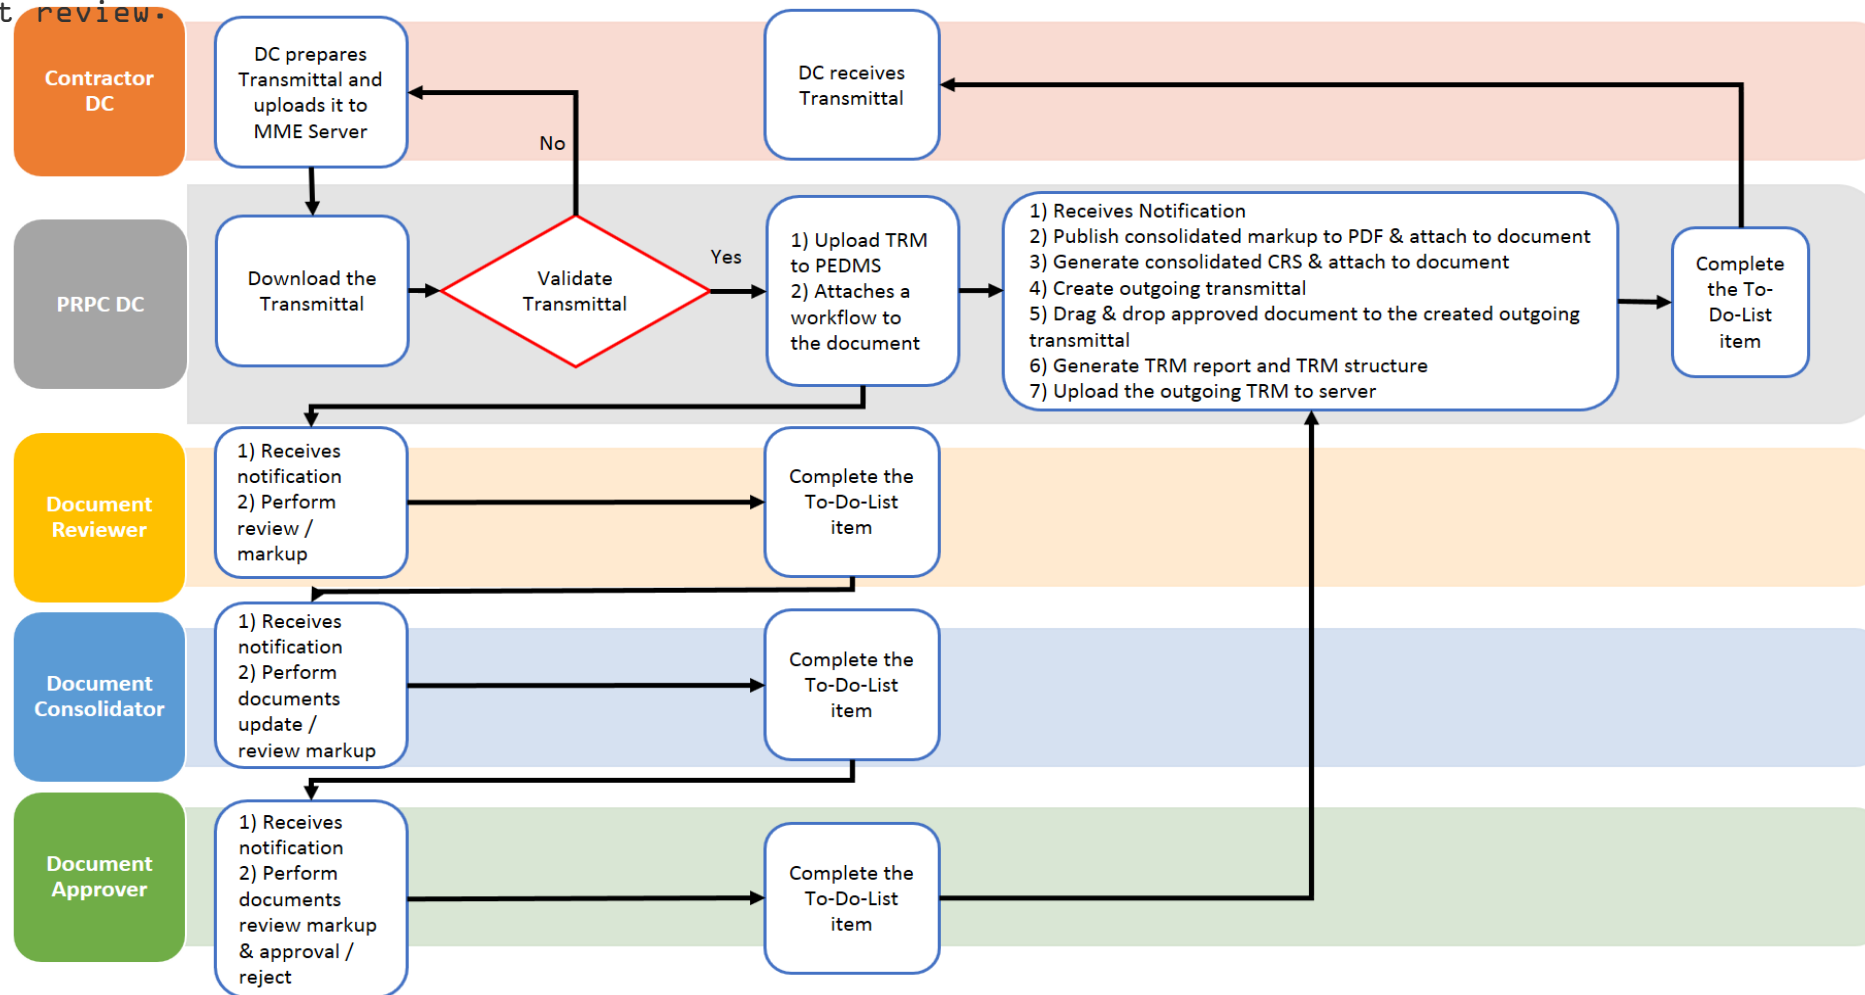 t review.
Contractor
DC
DC prepares
Transmittal and
uploads it to
MME Server
No
DC receives
Transmittal
PRPC DC
Download the
Transmittal
Validate
Transmittal
Yes
1) Upload TRM
to PEDMS
2) Attaches a
workflow to
the document
1) Receives Notification
2) Publish consolidated markup to PDF & attach to document
3) Generate consolidated CRS & attach to document
4) Create outgoing transmittal
5) Drag & drop approved document to the created outgoing
transmittal
6) Generate TRM report and TRM structure
7) Upload the outgoing TRM to server
Complete
the To-
Do-List
item
Document
Reviewer
1) Receives
notification
2) Perform
review /
markup
Complete the
To-Do-List
item
Document
Consolidator
1) Receives
notification
2) Perform
documents
update /
review markup
Complete the
To-Do-List
item
Document
Approver
1) Receives
notification
2) Perform
documents
review markup
& approval /
reject
Complete the
To-Do-List
item